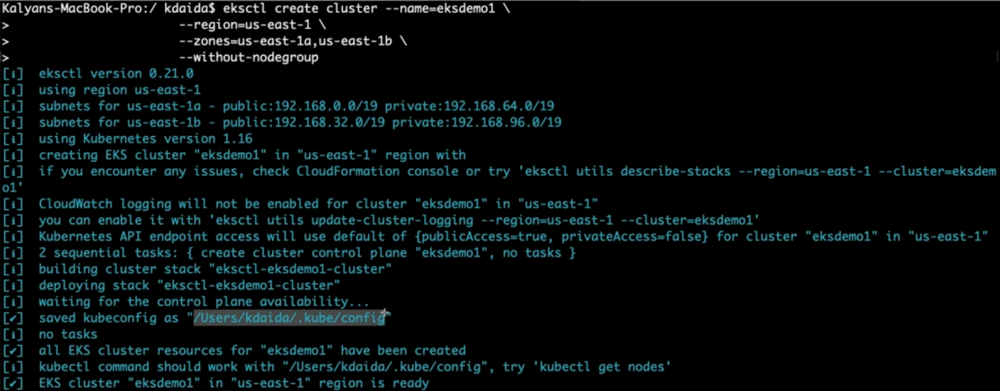 Kalyans-MacBook-Pro:/ kdaida$ eksctl create cluster --name=eksdemo1 \
>                       --region=us-east-1 \
>                       --zones=us-east-1a,us-east-1b \
>                       --without-nodegroup
[ℹ]  eksctl version 0.21.0
[ℹ]  using region us-east-1
[ℹ]  subnets for us-east-1a - public:192.168.0.0/19 private:192.168.64.0/19
[ℹ]  subnets for us-east-1b - public:192.168.32.0/19 private:192.168.96.0/19
[ℹ]  using Kubernetes version 1.16
[ℹ]  creating EKS cluster "eksdemo1" in "us-east-1" region with
[ℹ]  if you encounter any issues, check CloudFormation console or try 'eksctl utils describe-stacks --region=us-east-1 --cluster=eksdem
o1'
[ℹ]  CloudWatch logging will not be enabled for cluster "eksdemo1" in "us-east-1"
[ℹ]  you can enable it with 'eksctl utils update-cluster-logging --region=us-east-1 --cluster=eksdemo1'
[ℹ]  Kubernetes API endpoint access will use default of {publicAccess=true, privateAccess=false} for cluster "eksdemo1" in "us-east-1"
[ℹ]  2 sequential tasks: { create cluster control plane "eksdemo1", no tasks }
[ℹ]  building cluster stack "eksctl-eksdemo1-cluster"
[ℹ]  deploying stack "eksctl-eksdemo1-cluster"
[ℹ]  waiting for the control plane availability...
[✔]  saved kubeconfig as "/Users/kdaida/.kube/config"
[ℹ]  no tasks
[✔]  all EKS cluster resources for "eksdemo1" have been created
[ℹ]  kubectl command should work with "/Users/kdaida/.kube/config", try 'kubectl get nodes'
[✔]  EKS cluster "eksdemo1" in "us-east-1" region is ready